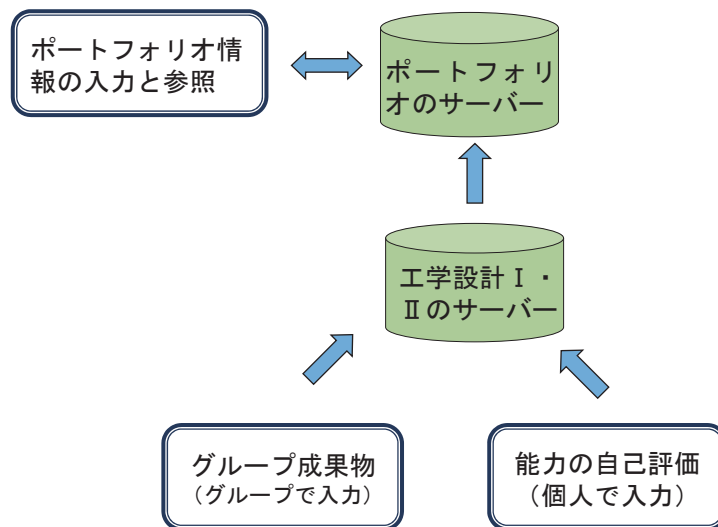 ポートフォリオ情
報の入力と参照
ポートフォリ
オのサーバー
工学設計Ⅰ・
Ⅱのサーバー
グループ成果物
（グループで入力）
能力の自己評価
（個人で入力）